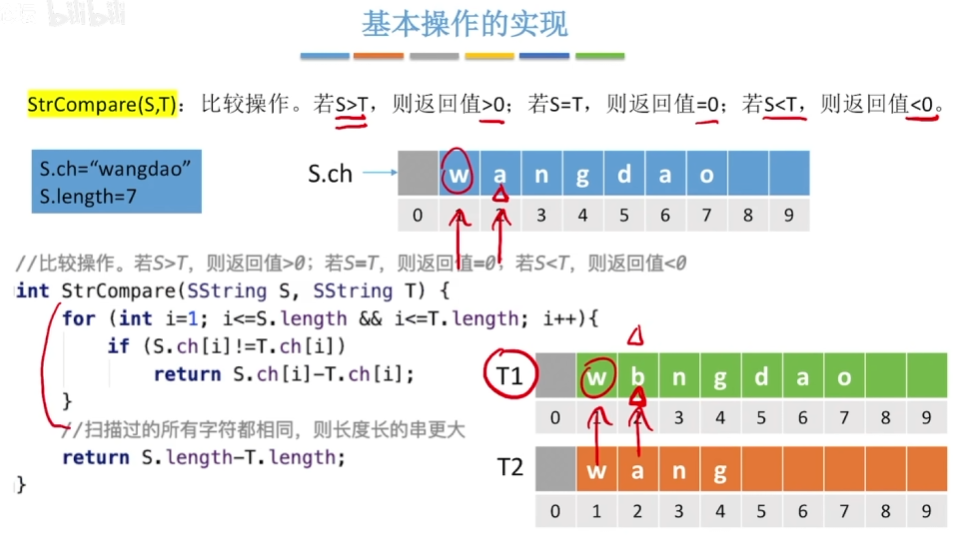 bilibili
基本操作的实现
StrCompare(S,T)：比较操作。若S>T，则返回值>0；若S=T，则返回值=0；若S<T，则返回值<0。
S.ch=“wangdao”
S.length=7
S.ch
w a n g d a o
0 1 2 3 4 5 6 7 8 9
//比较操作。若S>T，则返回值>0；若S=T，则返回值=0；若S<T，则返回值<0
int StrCompare(SString S, SString T) {
for (int i=1; i<=S.length && i<=T.length; i++){
if (S.ch[i]!=T.ch[i])
return S.ch[i]-T.ch[i];
}
//扫描过的所有字符都相同，则长度长的串更大
return S.length-T.length;
}
T1
w b n g d a o
0 1 2 3 4 5 6 7 8 9
T2
w a n g
0 1 2 3 4 5 6 7 8 9